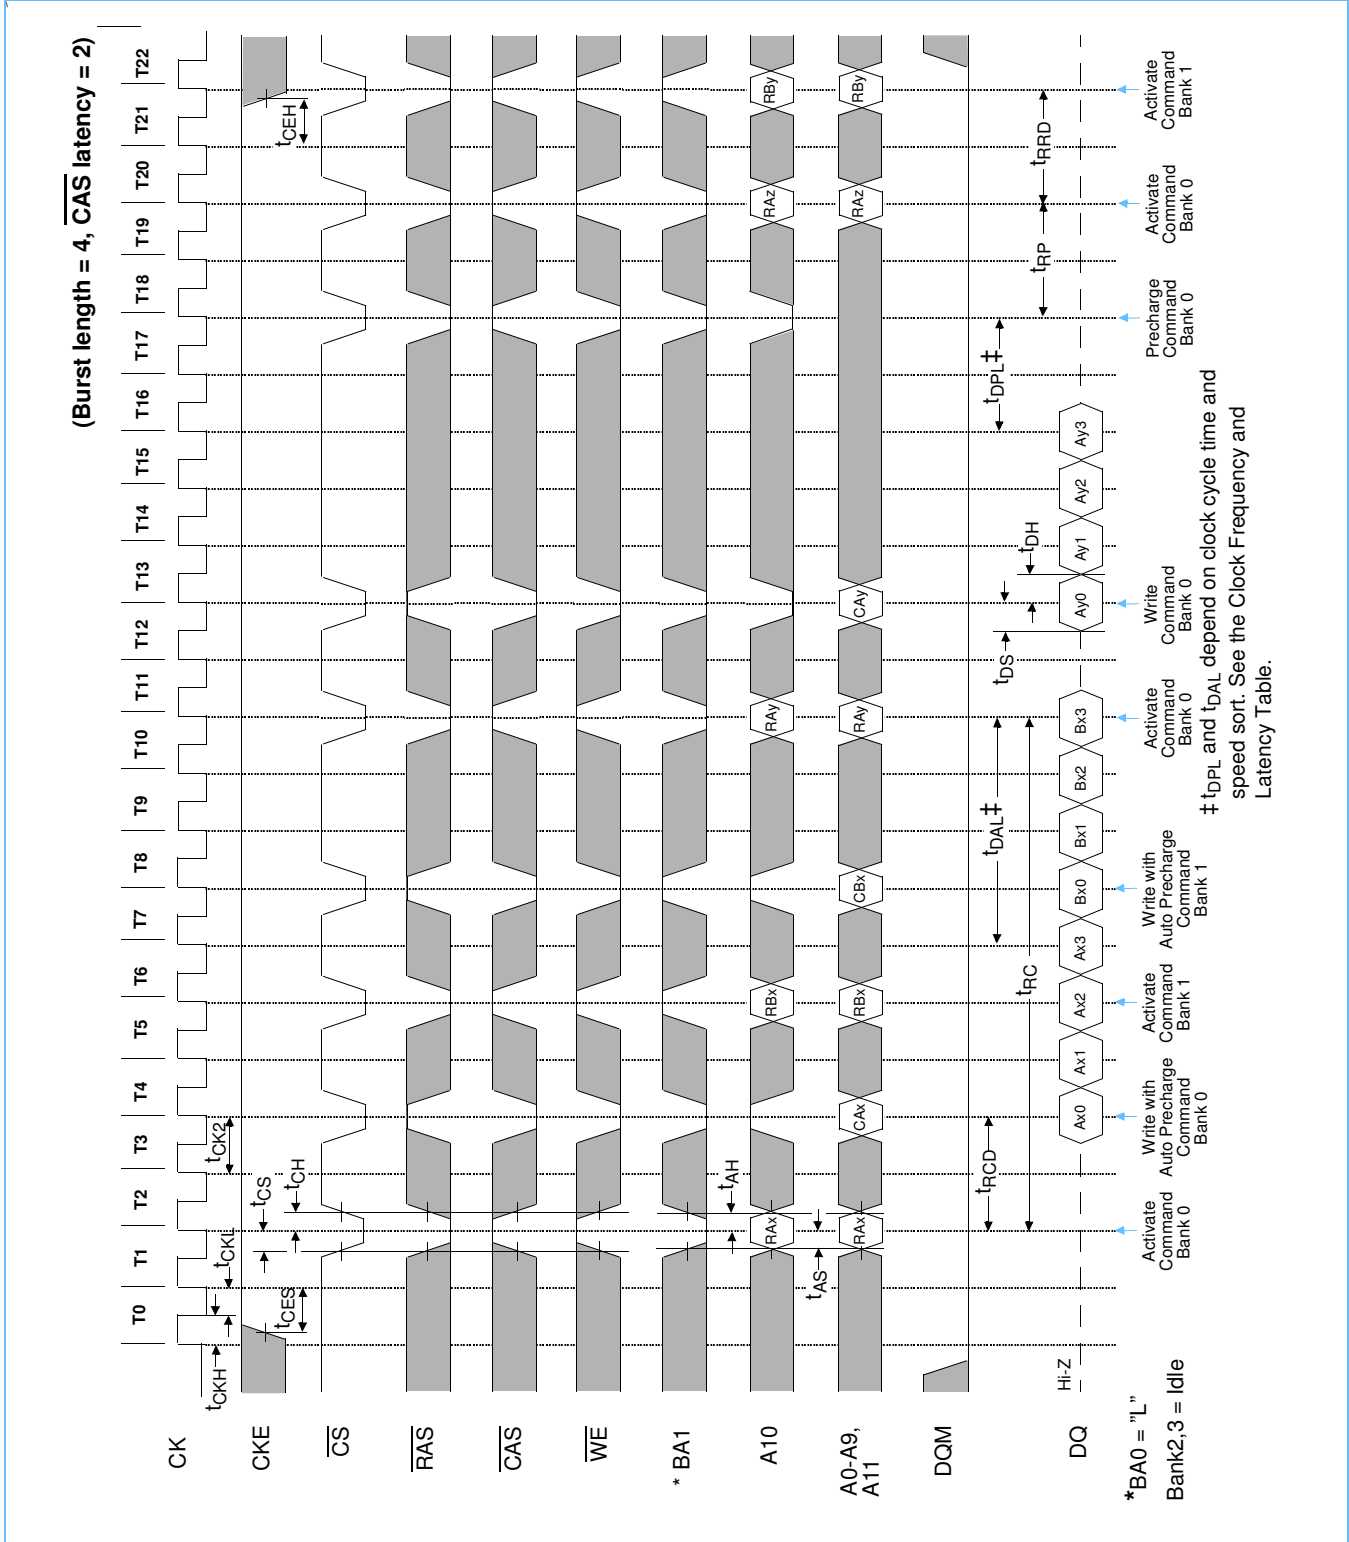 (Burst length = 4, CAS latency = 2)
T0 T1 T2 T3 T4 T5 T6 T7 T8 T9 T10 T11 T12 T13 T14 T15 T16 T17 T18 T19 T20 T21 T22
CK
tCKH
tCKL
tCK2
CKE
tCES
tCS
tCH
tCEH
CS
RAS
CAS
WE
* BA1
A10
RAx
tAH
RBx
RAy
RAz
RBy
A0-A9,
A11
tAS
RAx
CAx
RBx
CBx
RAy
CAy
RAz
RBy
DQM
tRCD
tDAL‡
tRC
tDS
tDH
tDPL‡
tRP
tRRD
DQ
Hi-Z
Ax0 Ax1 Ax2 Ax3 Bx0 Bx1 Bx2 Bx3 Ay0 Ay1 Ay2 Ay3
Activate
Command
Bank 0
Write with
Auto Precharge
Command
Bank 0
Activate
Command
Bank 1
Write with
Auto Precharge
Command
Bank 1
Activate
Command
Bank 0
Write
Command
Bank 0
Precharge
Command
Bank 0
Activate
Command
Bank 0
Activate
Command
Bank 1
*BA0 = ”L”
Bank2,3 = Idle
‡ tDPL and tDAL depend on clock cycle time and
speed sort. See the Clock Frequency and
Latency Table.